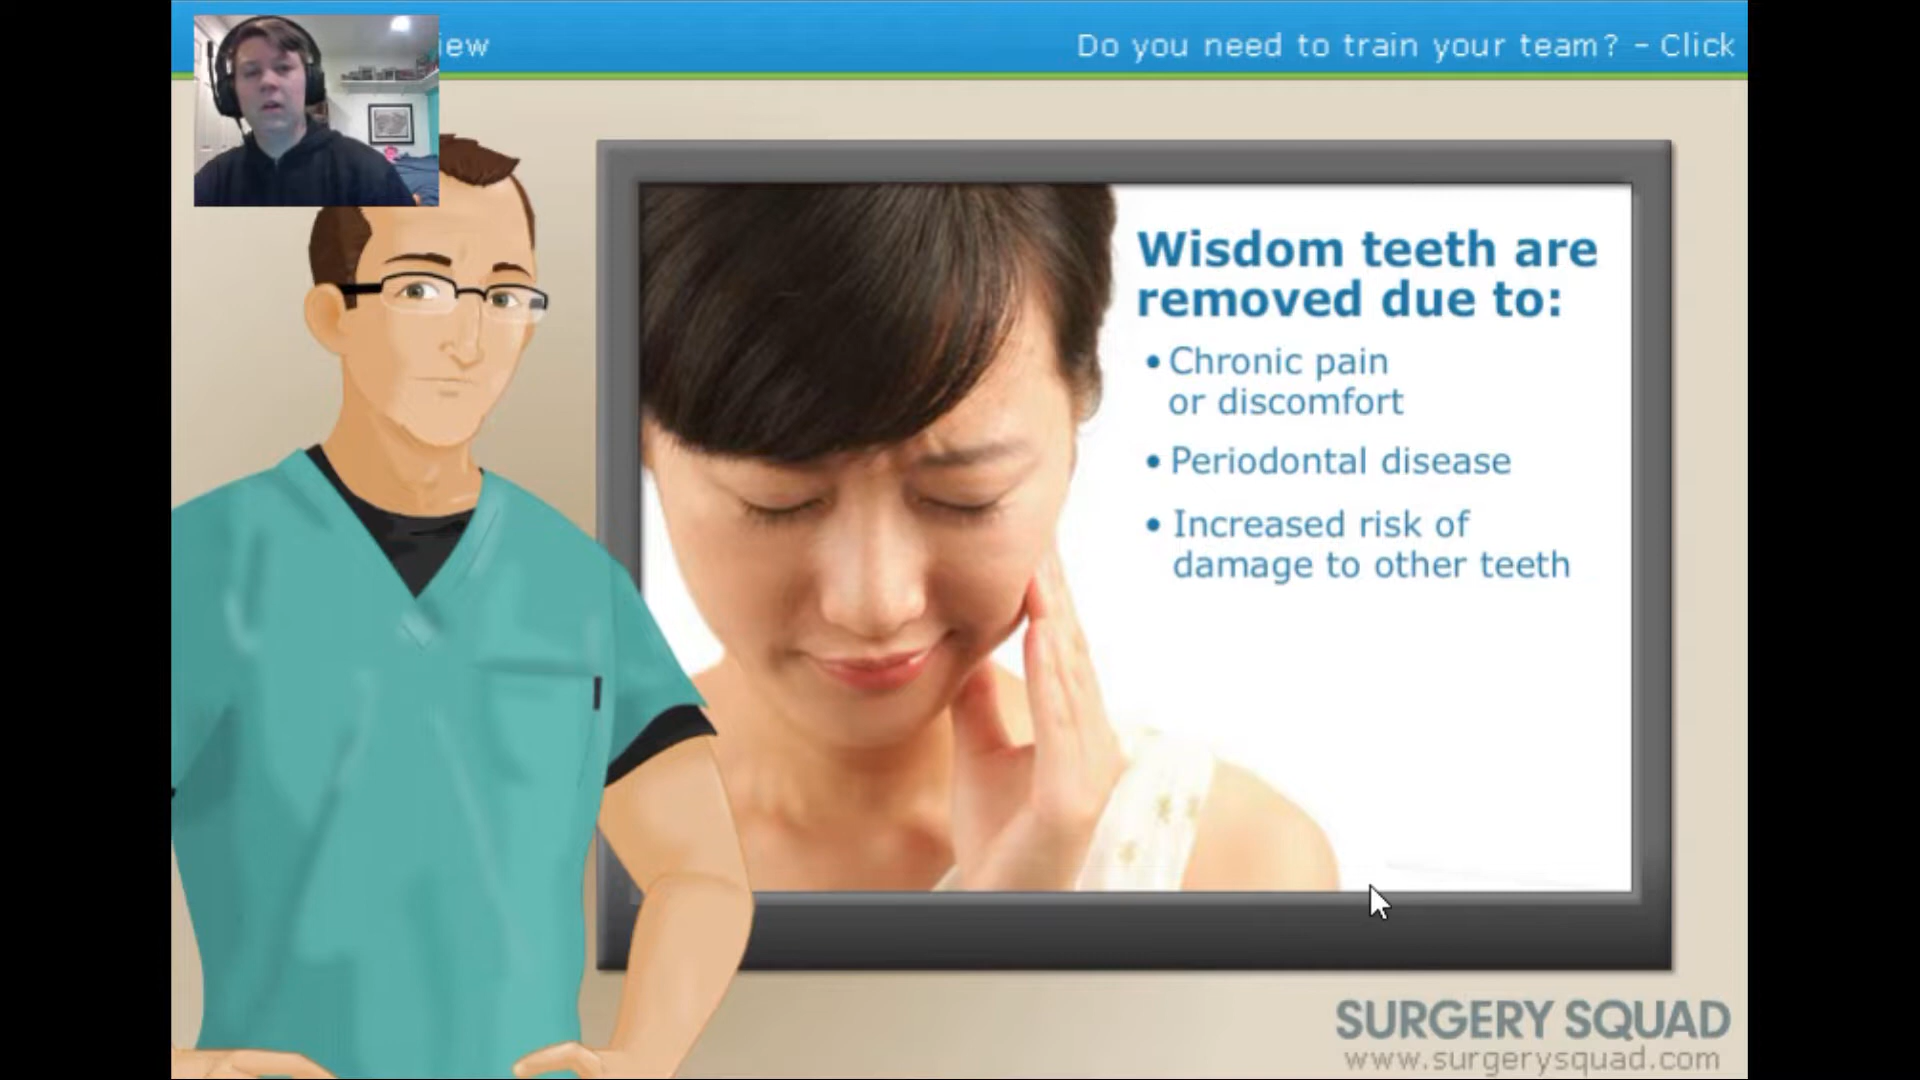 iew
Do you need to train your team? - Click
Wisdom teeth are
removed due to:
• Chronic pain
or discomfort
• Periodontal disease
• Increased risk of
damage to other teeth
SURGERY SQUAD
www.surgerysquad.com